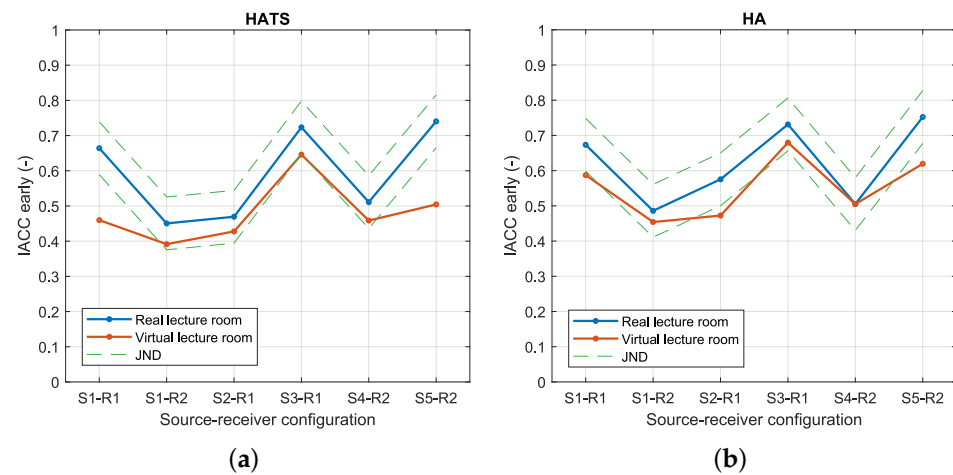 HATS
1
0.9
0.8
0.7
0.6
0.5
0.4
0.3
0.2
0.1
0
IACC early (-)
Real lecture room
Virtual lecture room
JND
S1-R1 S1-R2 S2-R1 S3-R1 S4-R2 S5-R2
Source-receiver configuration
(a)
HA
1
0.9
0.8
0.7
0.6
0.5
0.4
0.3
0.2
0.1
0
IACC early (-)
Real lecture room
Virtual lecture room
JND
S1-R1 S1-R2 S2-R1 S3-R1 S4-R2 S5-R2
Source-receiver configuration
(b)